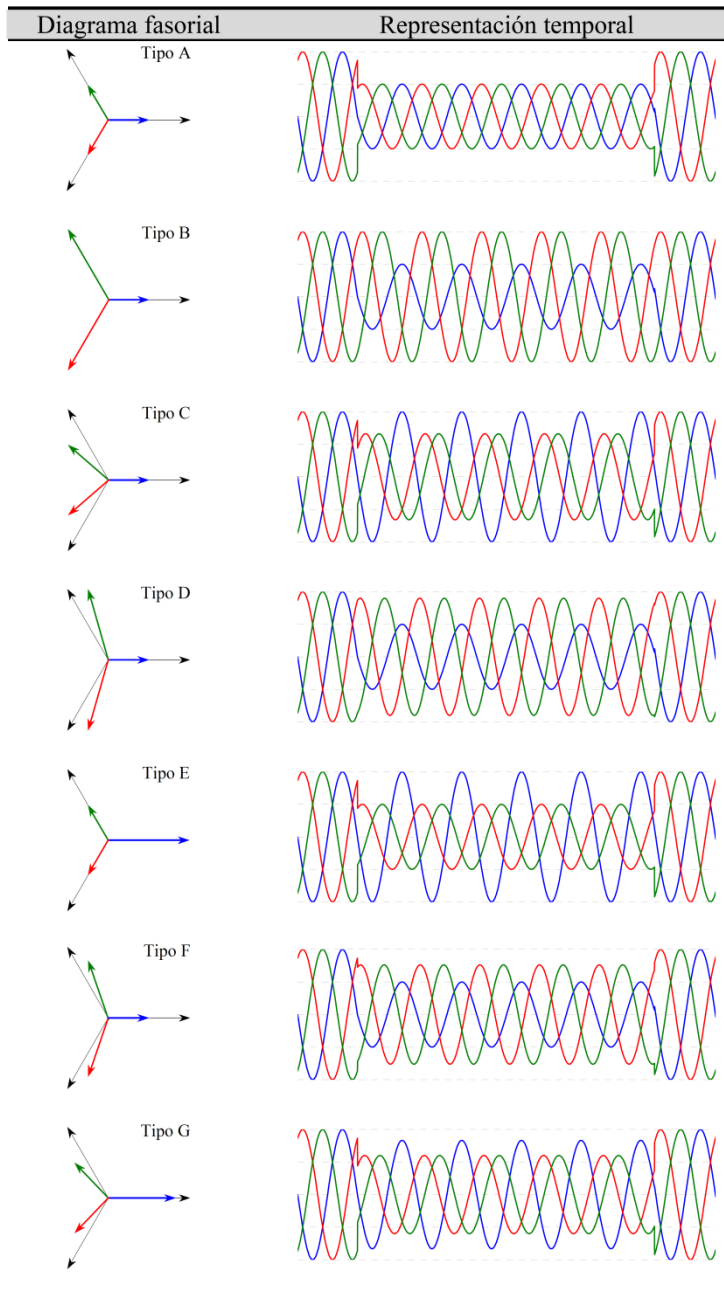 Diagrama fasorial Representación temporal
Tipo A
Tipo B
Tipo C
Tipo D
Tipo E
Tipo F
Tipo G